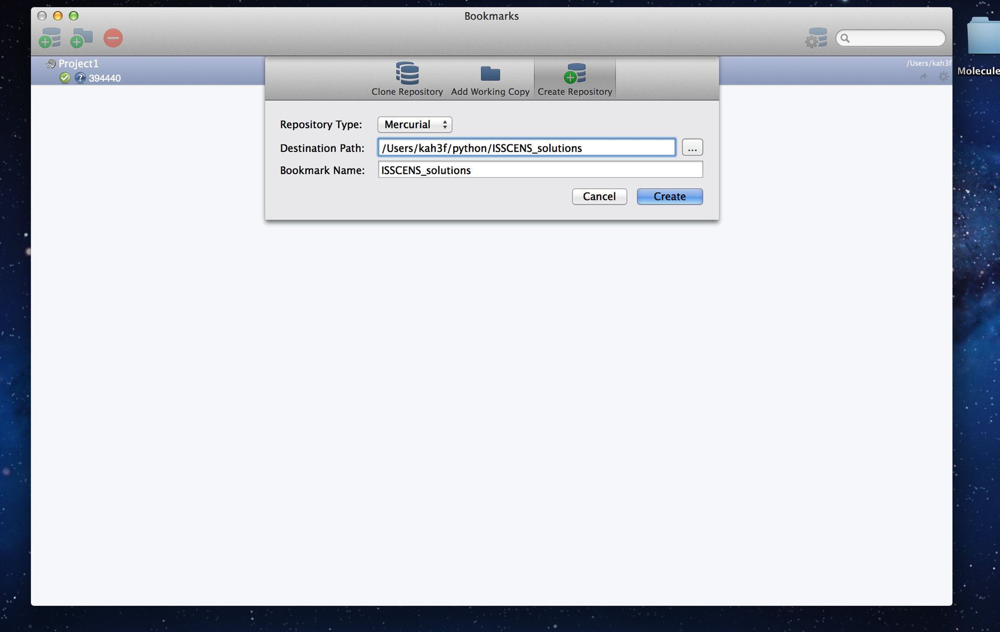 Bookmarks
Project1
394440
/Users/kah3f
Clone Repository
Add Working Copy
Create Repository
Repository Type:
Mercurial
Destination Path:
/Users/kah3f/python/ISSCENS_solutions
...
Bookmark Name:
ISSCENS_solutions
Cancel
Create
Molecule